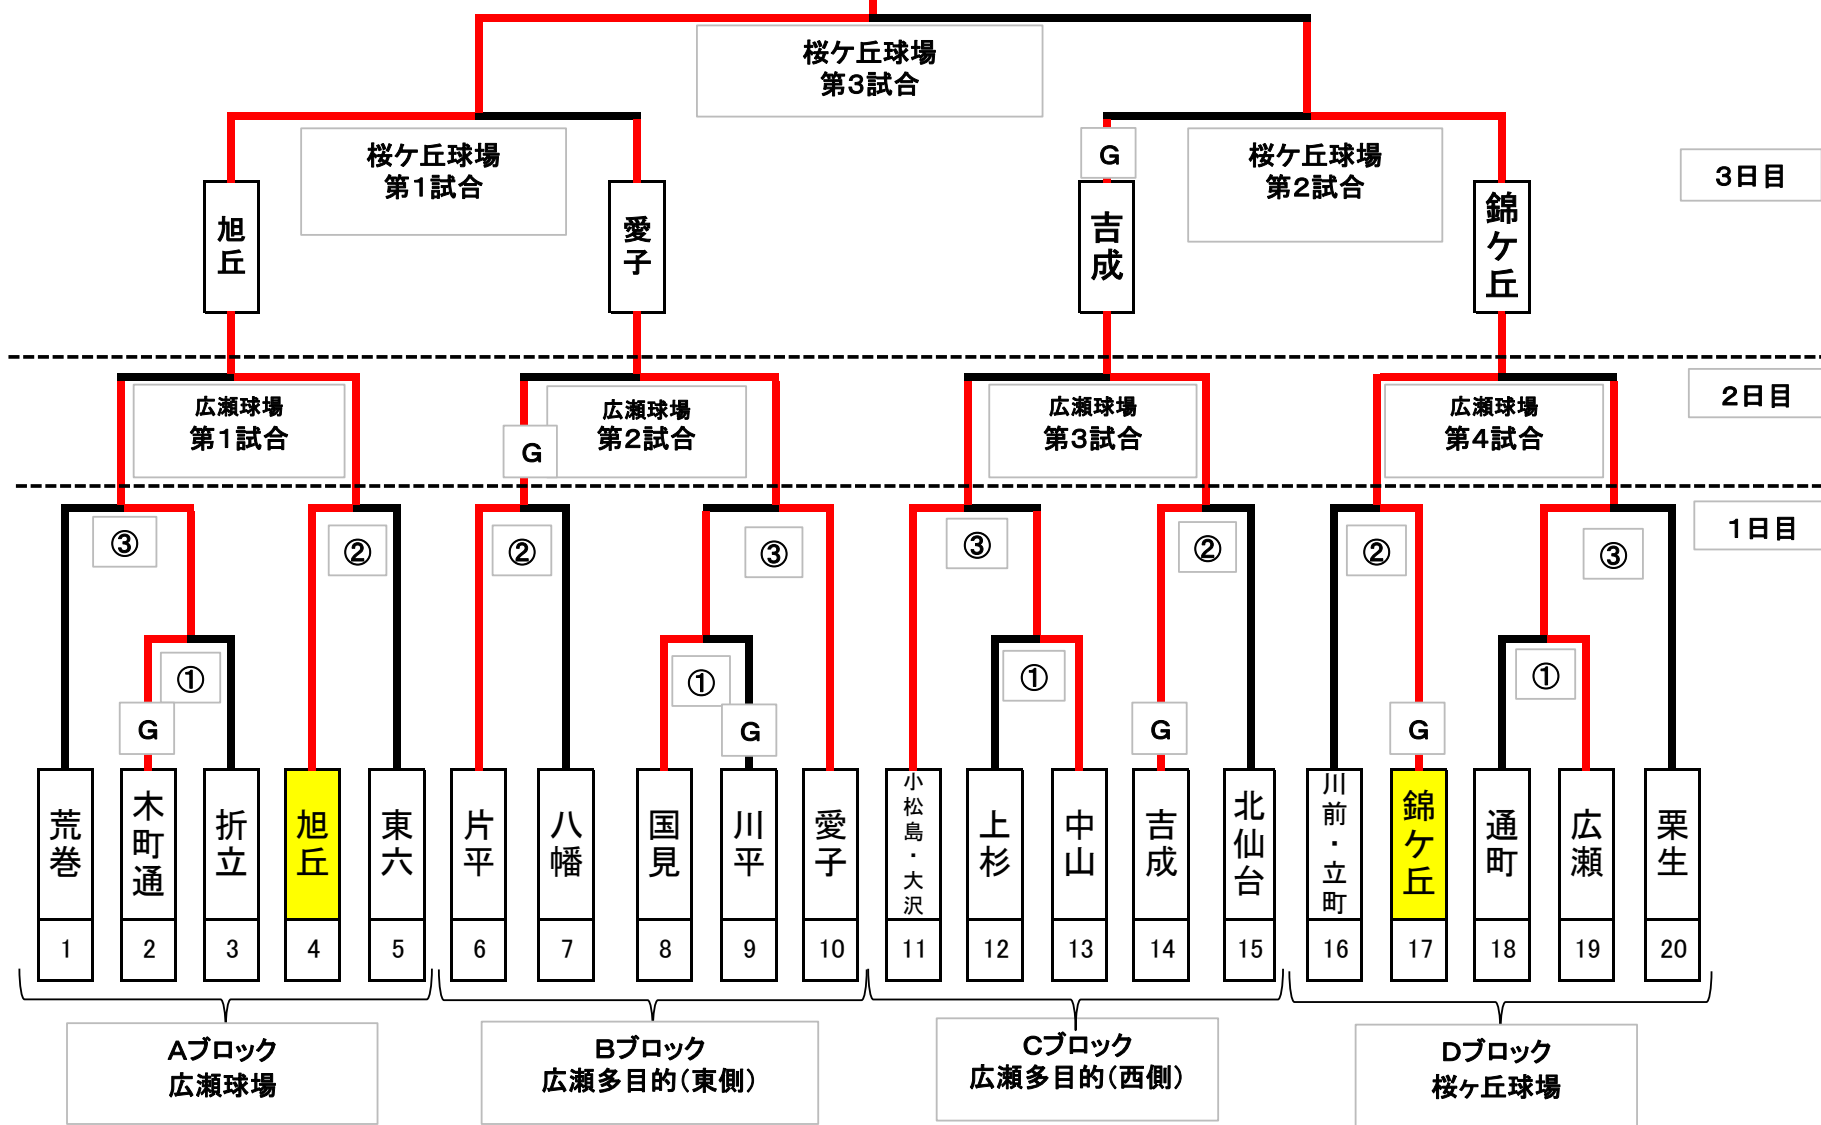 桜ケ丘球場
第3試合
桜ケ丘球場
第1試合
G
桜ケ丘球場
第2試合
3日目
旭丘
愛子
吉成
錦ケ丘
2日目
広瀬球場
第1試合
広瀬球場
第2試合
G
広瀬球場
第3試合
広瀬球場
第4試合
1日目
③
②
②
③
③
②
②
③
①
①
①
①
G
G
G
G
荒巻
木町通
折立
旭丘
東六
片平
八幡
国見
川平
愛子
小松島・大沢
上杉
中山
吉成
北仙台
川前・立町
錦ケ丘
通町
広瀬
栗生
1
2
3
4
5
6
7
8
9
10
11
12
13
14
15
16
17
18
19
20
Aブロック
広瀬球場
Bブロック
広瀬多目的(東側)
Cブロック
広瀬多目的(西側)
Dブロック
桜ヶ丘球場